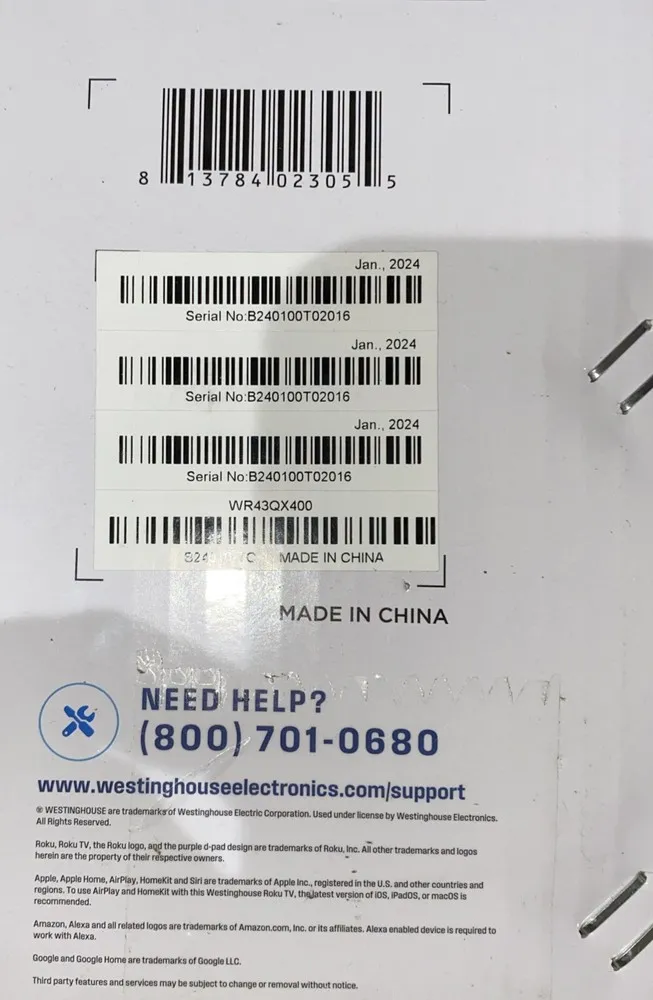 8 13784 02305 5
Jan., 2024
Serial No:B240100T02016
Jan., 2024
Serial No:B240100T02016
Jan., 2024
Serial No:B240100T02016
WR43QX400
MADE IN CHINA
MADE IN CHINA
NEED HELP?
(800) 701-0680
www.westinghouseelectronics.com/support
® WESTINGHOUSE are trademarks of Westinghouse Electric Corporation. Used under license by Westinghouse Electronics.
All Rights Reserved.
Roku, Roku TV, the Roku logo, and the purple d-pad design are trademarks of Roku, Inc. All other trademarks and logos
herein are the property of their respective owners.
Apple, Apple Home, AirPlay, HomeKit and Siri are trademarks of Apple Inc., registered in the U.S. and other countries and
regions. To use AirPlay and HomeKit with this Westinghouse Roku TV, the latest version of iOS, iPadOS, or macOS is
recommended.
Amazon, Alexa and all related logos are trademarks of Amazon.com, Inc. or its affiliates. Alexa enabled device is required to
work with Alexa.
Google and Google Home are trademarks of Google LLC.
Third party features and services may be subject to change or removal without notice.